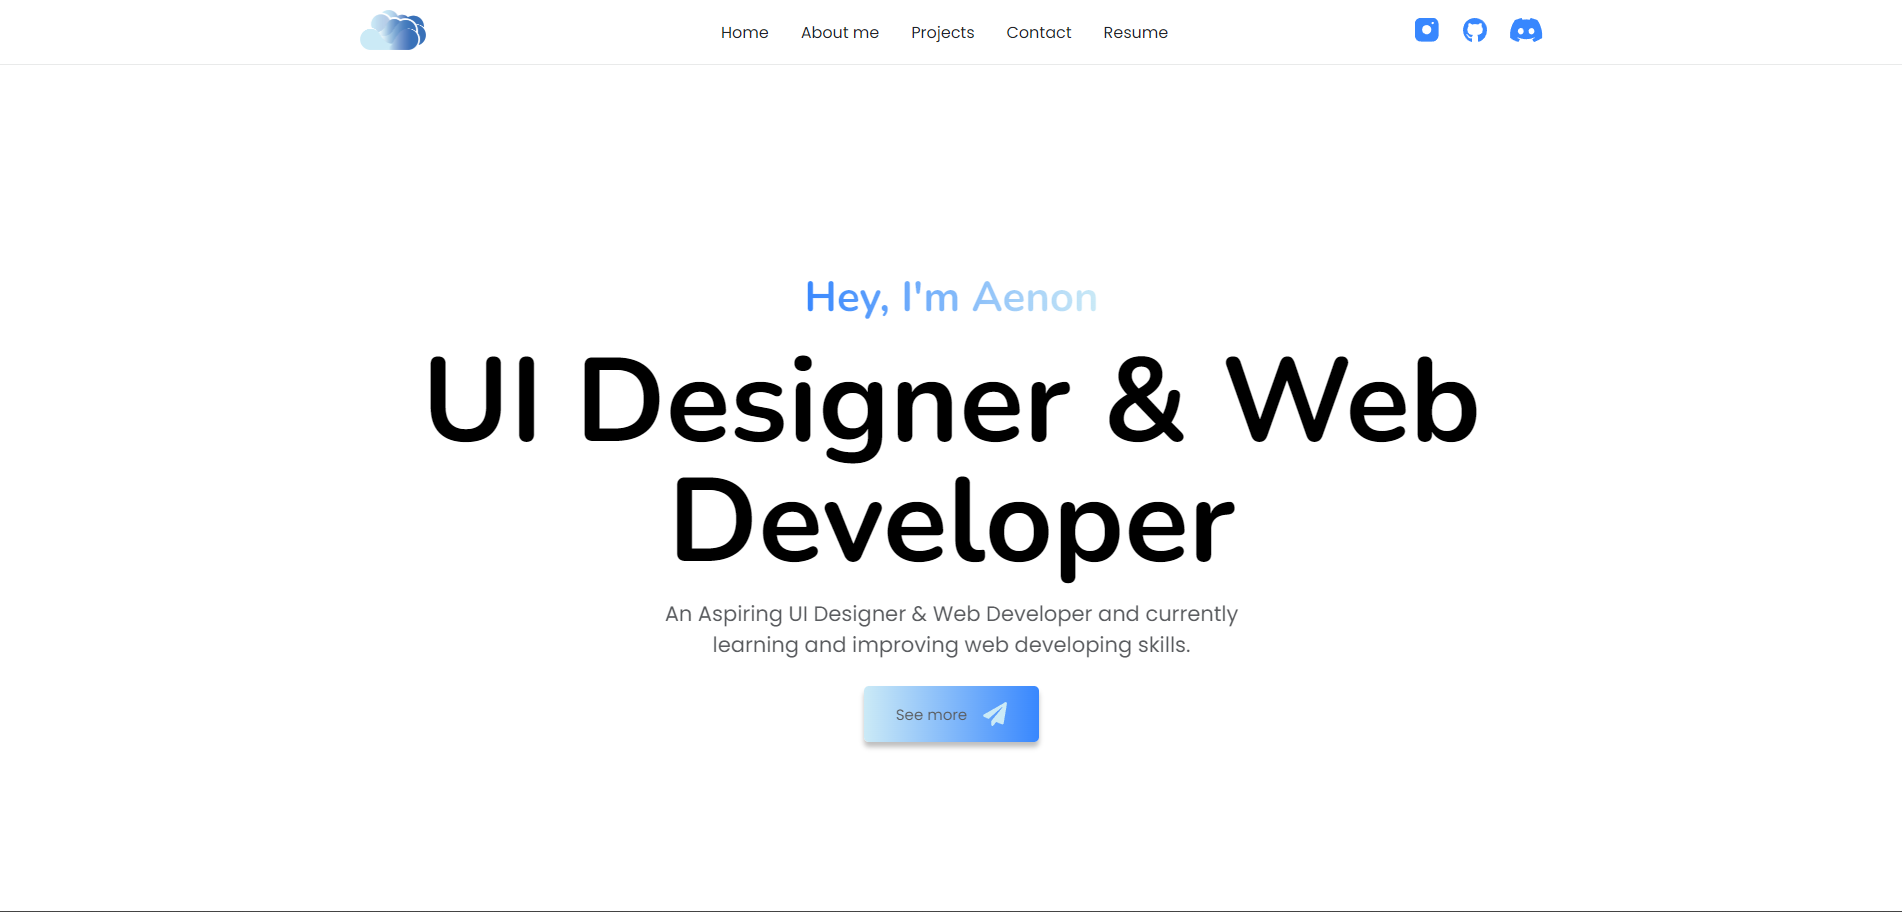 Home About me Projects Contact Resume
Hey, I'm Aenon
UI Designer & Web
Developer
An Aspiring UI Designer & Web Developer and currently
learning and improving web developing skills.
See more